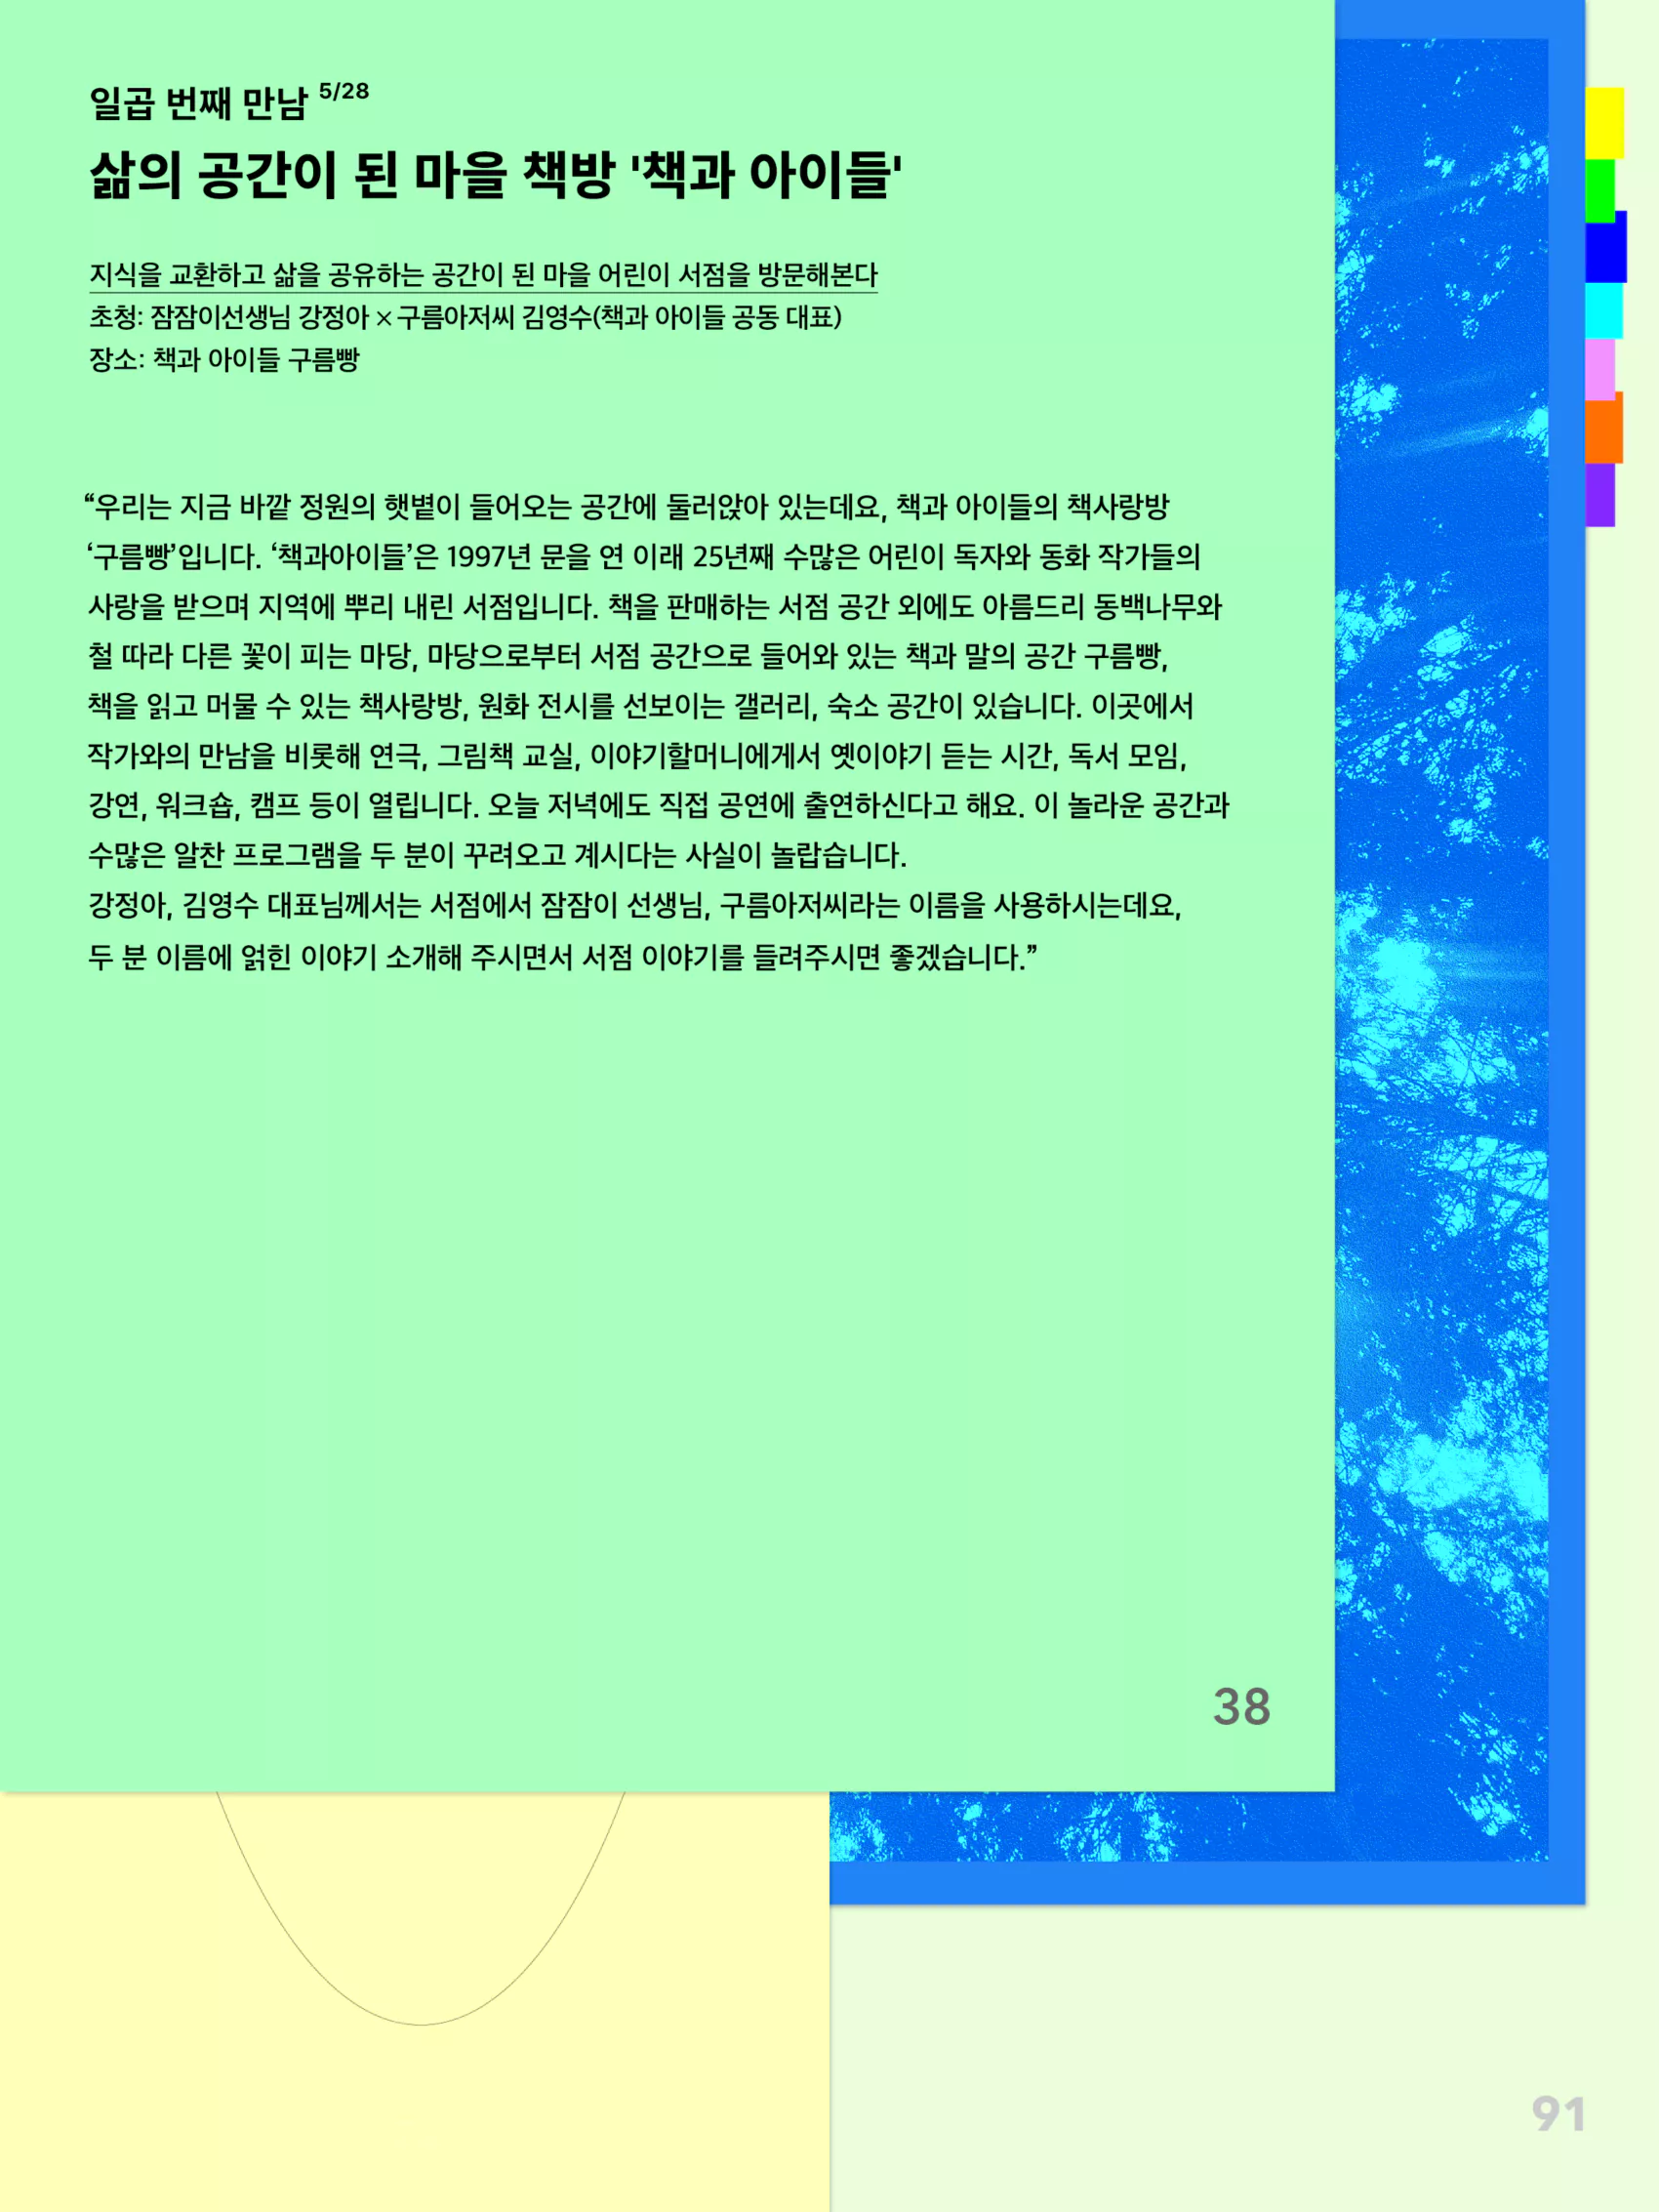 일곱 번째 만남 5/28
삶의 공간이 된 마을 책방 '책과 아이들'
지식을 교환하고 삶을 공유하는 공간이 된 마을 어린이 서점을 방문해본다
초청: 잠잠이선생님 강정아 × 구름아저씨 김영수(책과 아이들 공동 대표)
장소: 책과 아이들 구름빵
“우리는 지금 바깥 정원의 햇볕이 들어오는 공간에 둘러앉아 있는데요, 책과 아이들의 책사랑방
‘구름빵’입니다. ‘책과아이들’은 1997년 문을 연 이래 25년째 수많은 어린이 독자와 동화 작가들의
사랑을 받으며 지역에 뿌리 내린 서점입니다. 책을 판매하는 서점 공간 외에도 아름드리 동백나무와
철 따라 다른 꽃이 피는 마당, 마당으로부터 서점 공간으로 들어와 있는 책과 말의 공간 구름빵,
책을 읽고 머물 수 있는 책사랑방, 원화 전시를 선보이는 갤러리, 숙소 공간이 있습니다. 이곳에서
작가와의 만남을 비롯해 연극, 그림책 교실, 이야기할머니에게서 옛이야기 듣는 시간, 독서 모임,
강연, 워크숍, 캠프 등이 열립니다. 오늘 저녁에도 직접 공연에 출연하신다고 해요. 이 놀라운 공간과
수많은 알찬 프로그램을 두 분이 꾸려오고 계시다는 사실이 놀랍습니다.
강정아, 김영수 대표님께서는 서점에서 잠잠이 선생님, 구름아저씨라는 이름을 사용하시는데요,
두 분 이름에 얽힌 이야기 소개해 주시면서 서점 이야기를 들려주시면 좋겠습니다.”
38
91